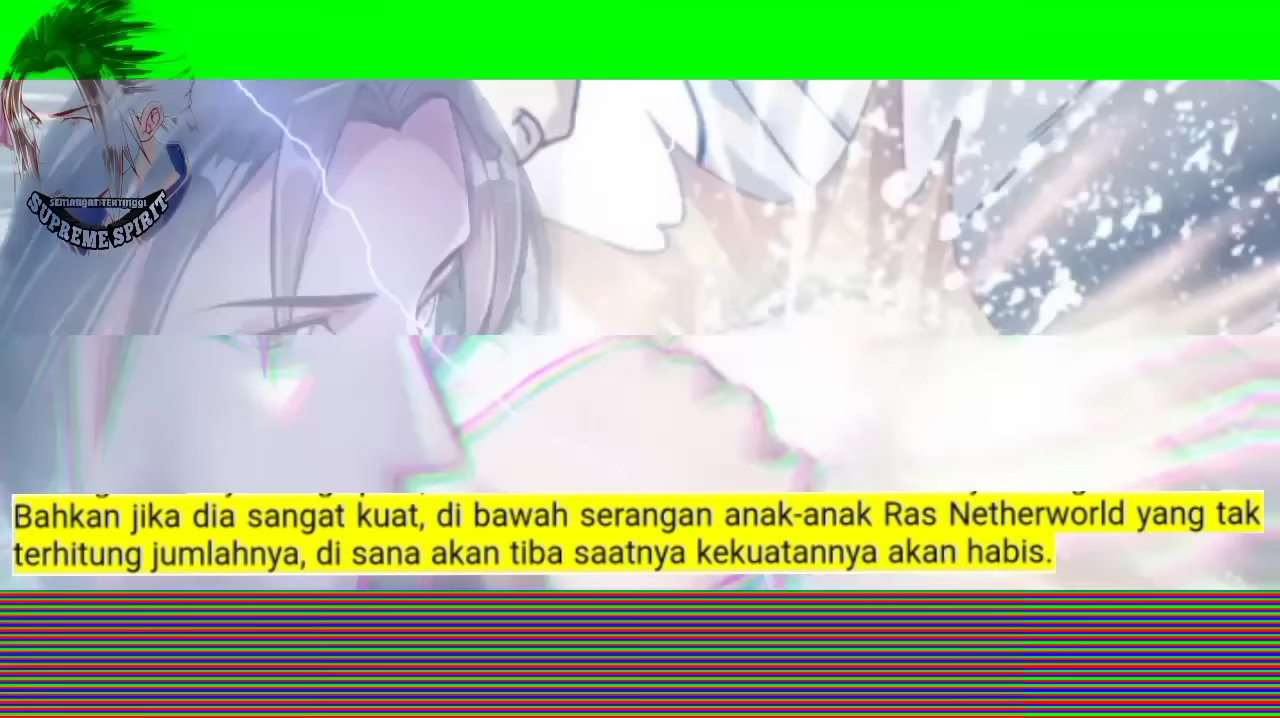 SEMANGAT TERTINGGI
SUPREME SPIRIT
Bahkan jika dia sangat kuat, di bawah serangan anak-anak Ras Netherworld yang tak
terhitung jumlahnya, di sana akan tiba saatnya kekuatannya akan habis.